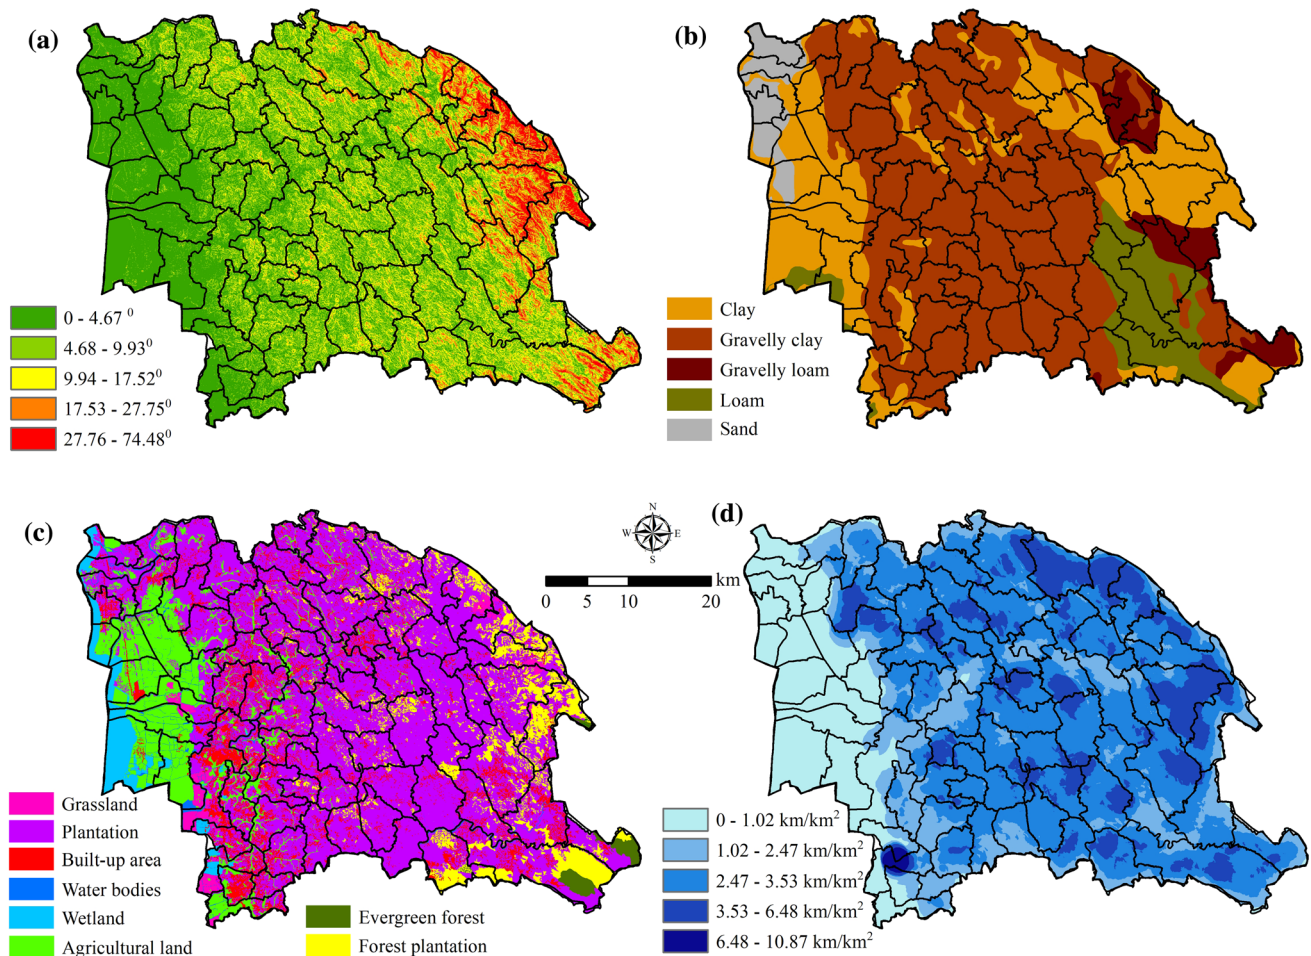 (a)
0 - 4.67 ⁰
4.68 - 9.93⁰
9.94 - 17.52⁰
17.53 - 27.75⁰
27.76 - 74.48⁰
(b)
Clay
Gravelly clay
Gravelly loam
Loam
Sand
(c)
Grassland
Plantation
Built-up area
Water bodies
Wetland
Agricultural land
Evergreen forest
Forest plantation
N
W E
S
km
0 5 10 20
(d)
0 - 1.02 km/km²
1.02 - 2.47 km/km²
2.47 - 3.53 km/km²
3.53 - 6.48 km/km²
6.48 - 10.87 km/km²